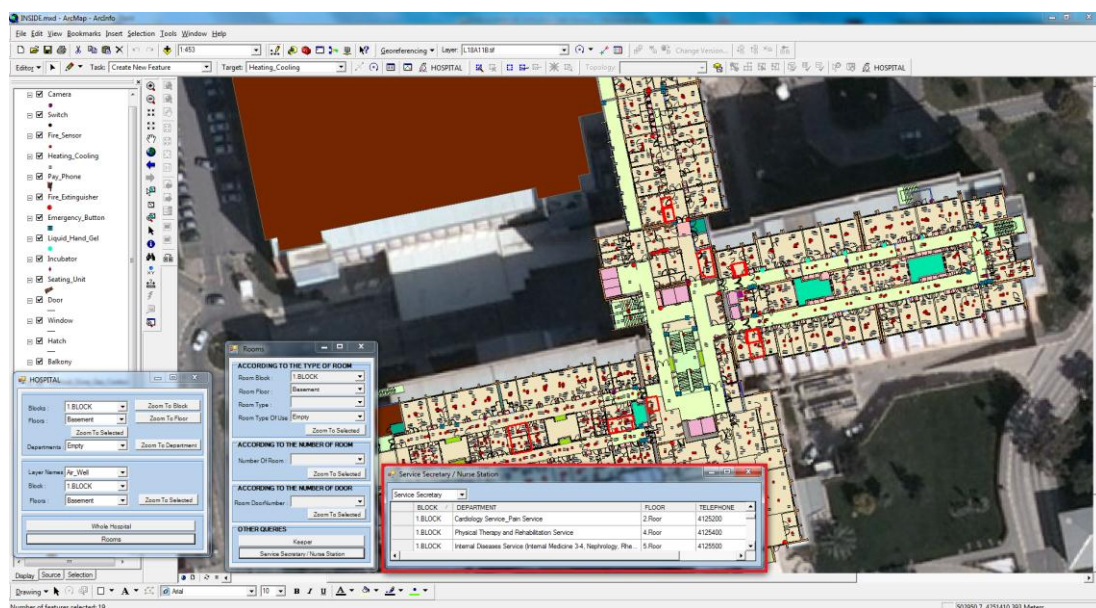 INSIDE.mxd - ArcMap - ArcInfo
File Edit View Bookmarks Insert Selection Tools Window Help
1:453
Georeferencing Layer: L18A11B.tif
Change Version...
Editor Task: Create New Feature Target: Heating_Cooling
HOSPITAL
Topology:
HOSPITAL
Camera
Switch
Fire_Sensor
Heating_Cooling
Pay_Phone
Fire_Extinguisher
Emergency_Button
Liquid_Hand_Gel
Incubator
Seating_Unit
Door
Window
Hatch
Balkony
HOSPITAL
Blocks : 1.BLOCK Zoom To Block
Floors : Basement Zoom To Floor
Zoom To Selected
Departments Empty Zoom To Department
Layer Names Air_Well
Block : 1.BLOCK
Floors : Basement Zoom To Selected
Whole Hospital
Rooms
Display Source Selection
Rooms
ACCORDING TO THE TYPE OF ROOM
Room Block : 1.BLOCK
Room Floor : Basement
Room Type :
Room Type Of Use Empty
Zoom To Selected
ACCORDING TO THE NUMBER OF ROOM
Number Of Room :
Zoom To Selected
ACCORDING TO THE NUMBER OF DOOR
Room DoorNumber :
Zoom To Selected
OTHER QUERIES
Keeper
Service Secretary / Nurse Station
Service Secretary / Nurse Station
Service Secretary
BLOCK DEPARTMENT FLOOR TELEPHONE
1.BLOCK Cardiology Service_Pain Service 2.Floor 4125200
1.BLOCK Physical Therapy and Rehabilitation Service 4.Floor 4125400
1.BLOCK Internal Diseases Service (Internal Medicine 3-4, Nephrology, Rhe... 5.Floor 4125500
Drawing Arial 10 B I U A
Number of features selected: 19